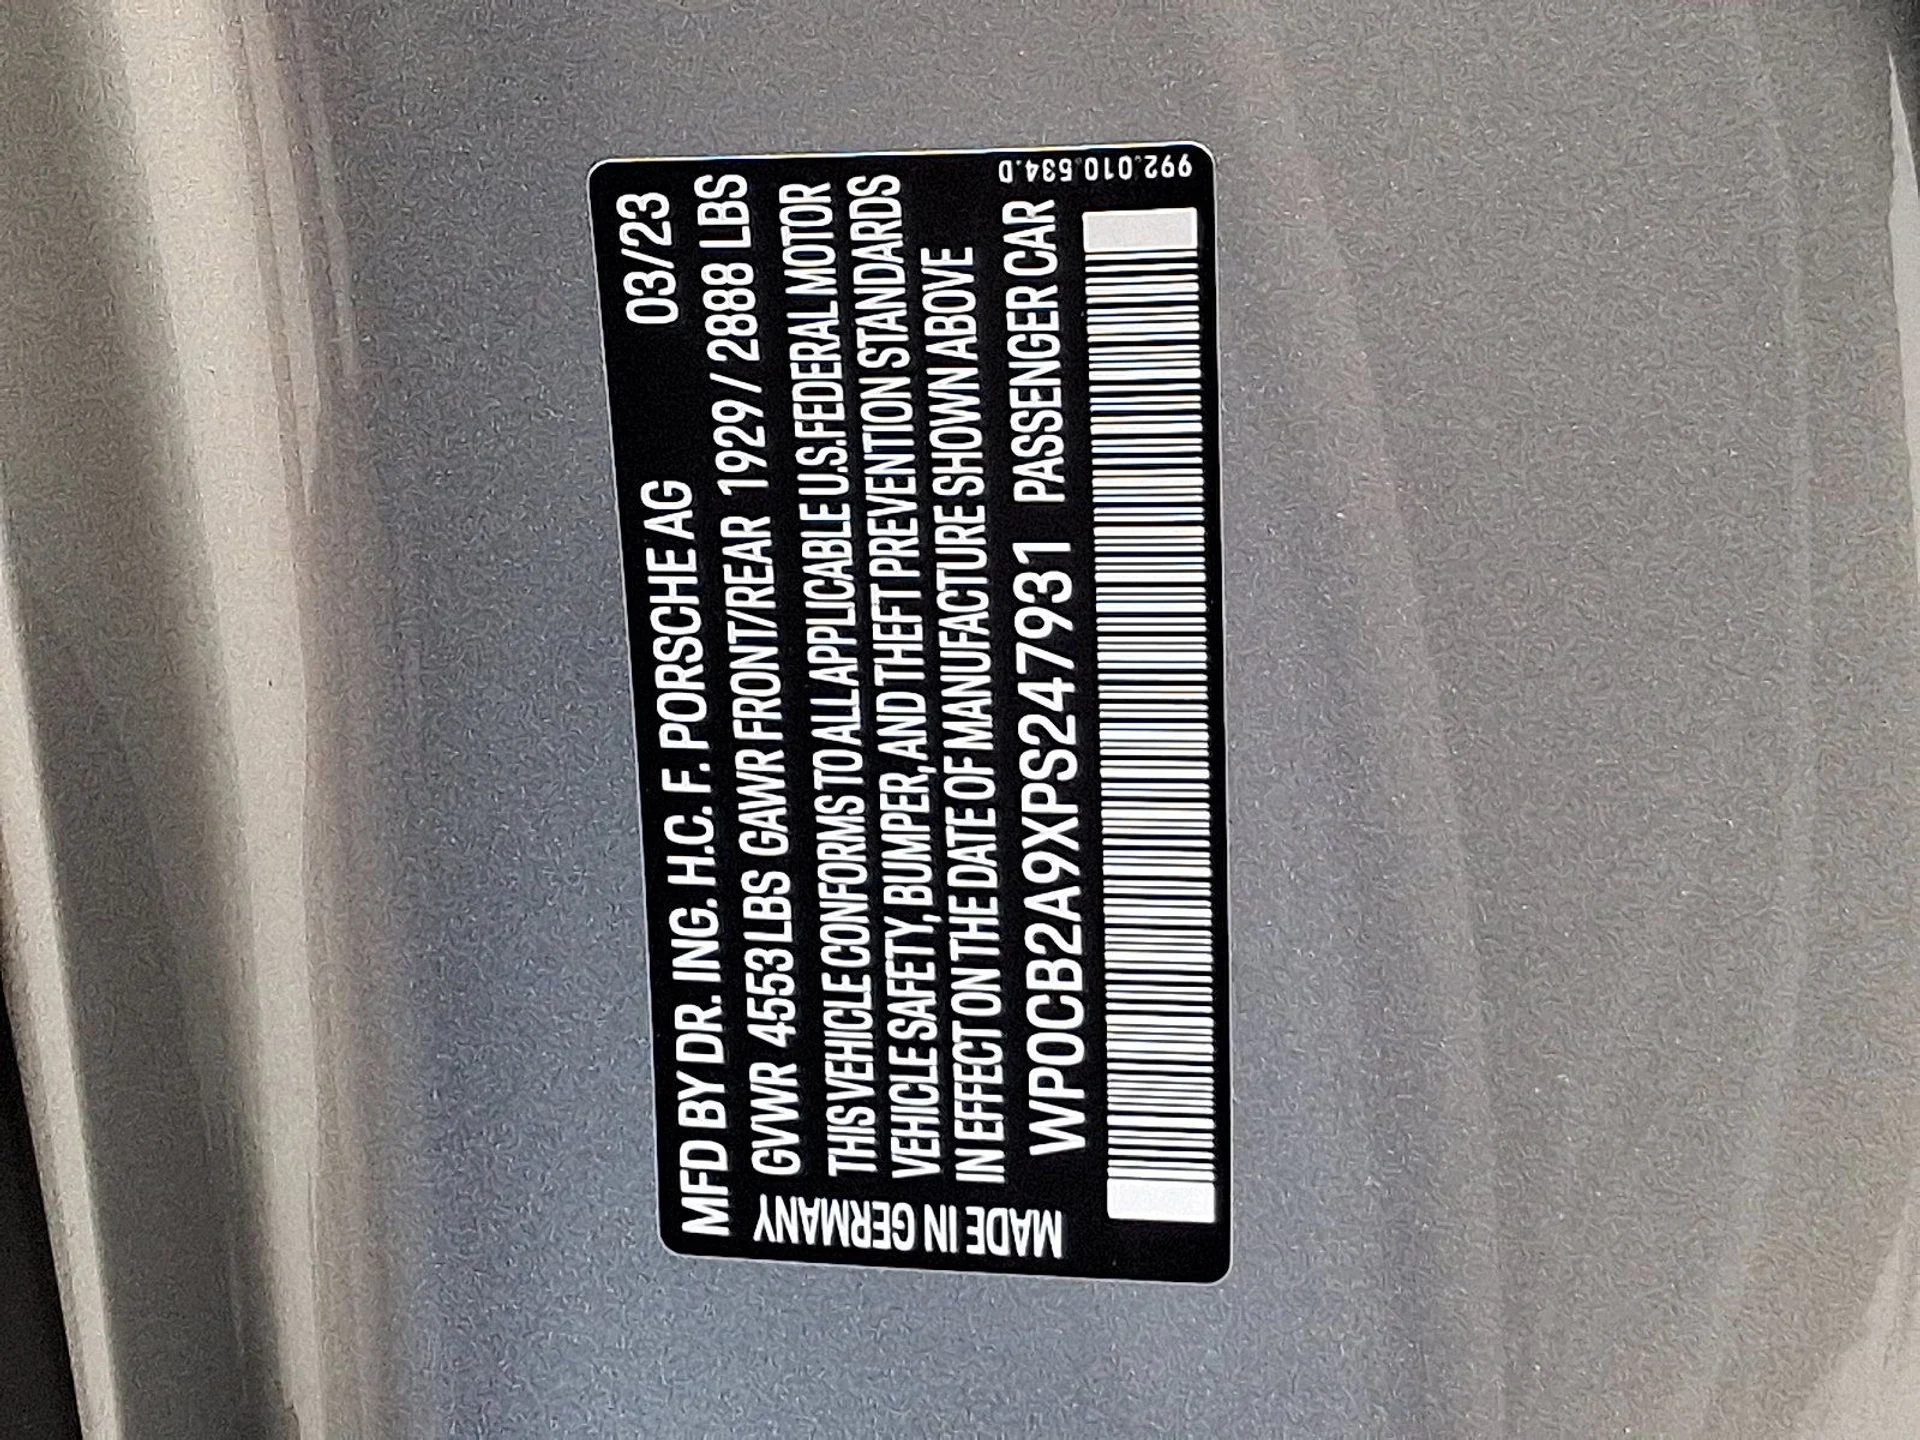 MFD BY DR. ING. H.C. F. PORSCHE AG 03/23
GVWR 4553 LBS GAWR FRONT/REAR 1929 / 2888 LBS
THIS VEHICLE CONFORMS TO ALL APPLICABLE U.S. FEDERAL MOTOR
VEHICLE SAFETY, BUMPER, AND THEFT PREVENTION STANDARDS
IN EFFECT ON THE DATE OF MANUFACTURE SHOWN ABOVE
WP0CB2A9XPS247931 PASSENGER CAR
MADE IN GERMANY
992.010.534.D